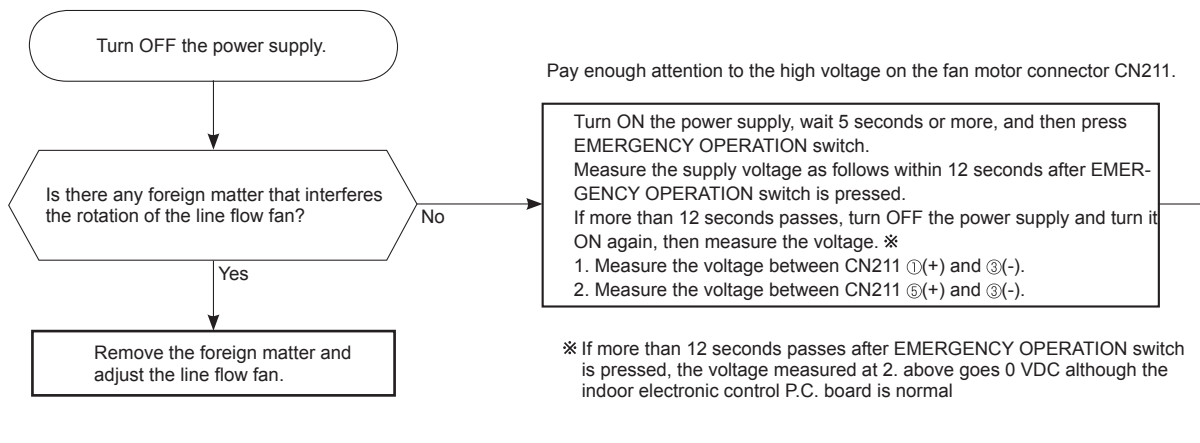 Turn OFF the power supply.
Is there any foreign matter that interferes
the rotation of the line flow fan?
No
Yes
Remove the foreign matter and
adjust the line flow fan.
Pay enough attention to the high voltage on the fan motor connector CN211.
Turn ON the power supply, wait 5 seconds or more, and then press
EMERGENCY OPERATION switch.
Measure the supply voltage as follows within 12 seconds after EMER-
GENCY OPERATION switch is pressed.
If more than 12 seconds passes, turn OFF the power supply and turn it
ON again, then measure the voltage. ※
1. Measure the voltage between CN211 ①(+) and ③(-).
2. Measure the voltage between CN211 ⑤(+) and ③(-).
※ If more than 12 seconds passes after EMERGENCY OPERATION switch
is pressed, the voltage measured at 2. above goes 0 VDC although the
indoor electronic control P.C. board is normal